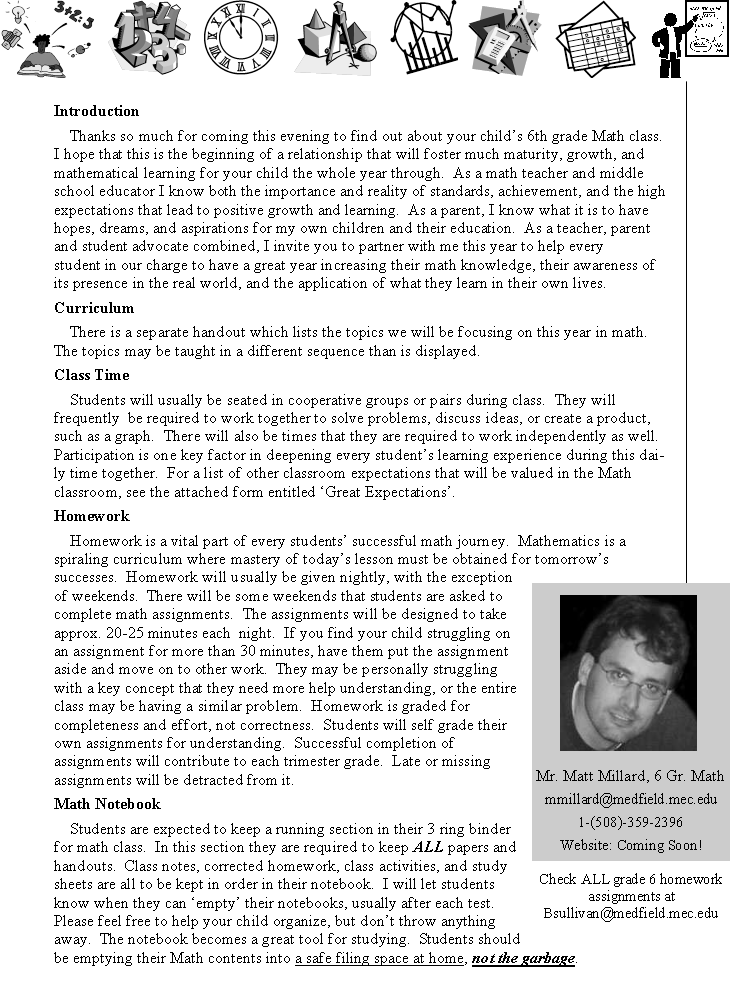 3+2.5
Introduction
Thanks so much for coming this evening to find out about your child's 6th grade Math class.
I hope that this is the beginning of a relationship that will foster much maturity, growth, and
mathematical learning for your child the whole year through.  As a math teacher and middle
school educator I know both the importance and reality of standards, achievement, and the high
expectations that lead to positive growth and learning.  As a parent, I know what it is to have
hopes, dreams, and aspirations for my own children and their education.  As a teacher, parent
and student advocate combined, I invite you to partner with me this year to help every
student in our charge to have a great year increasing their math knowledge, their awareness of
its presence in the real world, and the application of what they learn in their own lives.
Curriculum
There is a separate handout which lists the topics we will be focusing on this year in math.
The topics may be taught in a different sequence than is displayed.
Class Time
Students will usually be seated in cooperative groups or pairs during class.  They will
frequently  be required to work together to solve problems, discuss ideas, or create a product,
such as a graph.  There will also be times that they are required to work independently as well.
Participation is one key factor in deepening every student's learning experience during this dai-
ly time together.  For a list of other classroom expectations that will be valued in the Math
classroom, see the attached form entitled 'Great Expectations'.
Homework
Homework is a vital part of every students' successful math journey.  Mathematics is a
spiraling curriculum where mastery of today's lesson must be obtained for tomorrow's
successes.  Homework will usually be given nightly, with the exception
of weekends.  There will be some weekends that students are asked to
complete math assignments.  The assignments will be designed to take
approx. 20-25 minutes each  night.  If you find your child struggling on
an assignment for more than 30 minutes, have them put the assignment
aside and move on to other work.  They may be personally struggling
with a key concept that they need more help understanding, or the entire
class may be having a similar problem.  Homework is graded for
completeness and effort, not correctness.  Students will self grade their
own assignments for understanding.  Successful completion of
assignments will contribute to each trimester grade.  Late or missing
assignments will be detracted from it.
Math Notebook
Students are expected to keep a running section in their 3 ring binder
for math class.  In this section they are required to keep ALL papers and
handouts.  Class notes, corrected homework, class activities, and study
sheets are all to be kept in order in their notebook.  I will let students
know when they can 'empty' their notebooks, usually after each test.
Please feel free to help your child organize, but don't throw anything
away.  The notebook becomes a great tool for studying.  Students should
be emptying their Math contents into a safe filing space at home, not the garbage.
Mr. Matt Millard, 6 Gr. Math
mmillard@medfield.mec.edu
1-(508)-359-2396
Website: Coming Soon!
Check ALL grade 6 homework
assignments at
Bsullivan@medfield.mec.edu